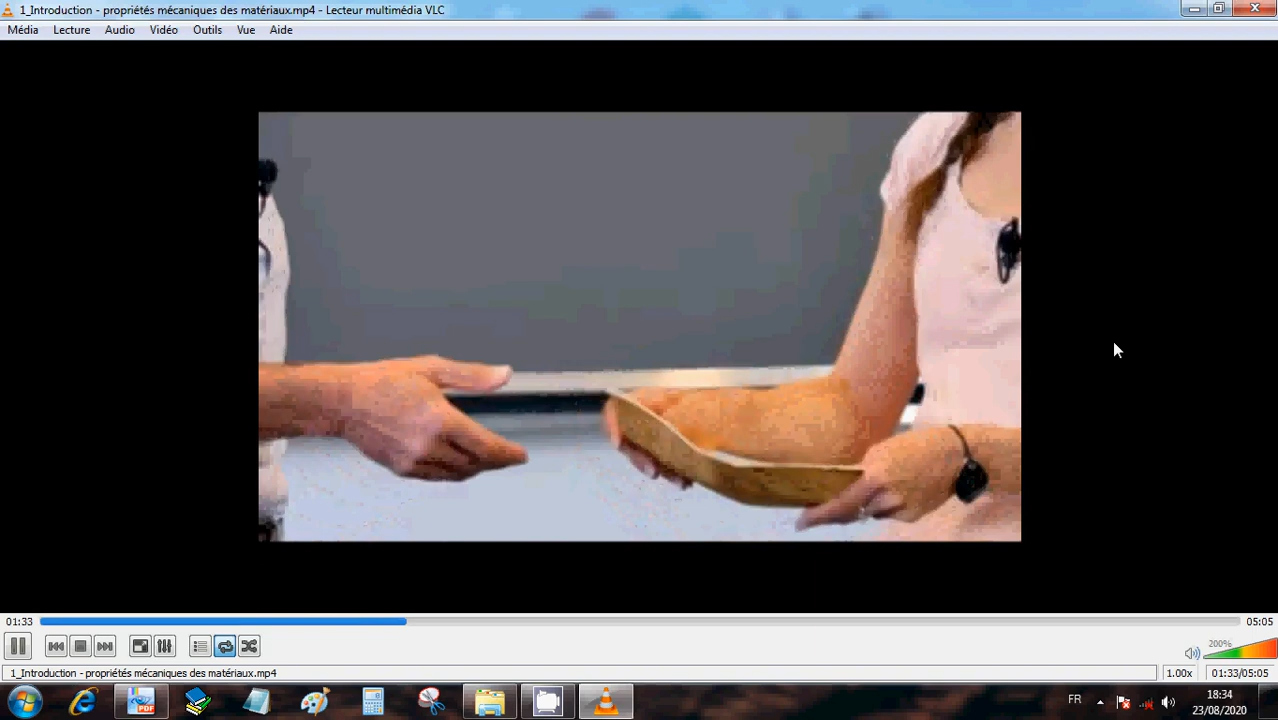 1_Introduction - propriétés mécaniques des matériaux.mp4 - Lecteur multimédia VLC
Média Lecture Audio Vidéo Outils Vue Aide
01:33 05:05
200%
1_Introduction - propriétés mécaniques des matériaux.mp4 1.00x 01:33/05:05
PDF FR 18:34
23/08/2020